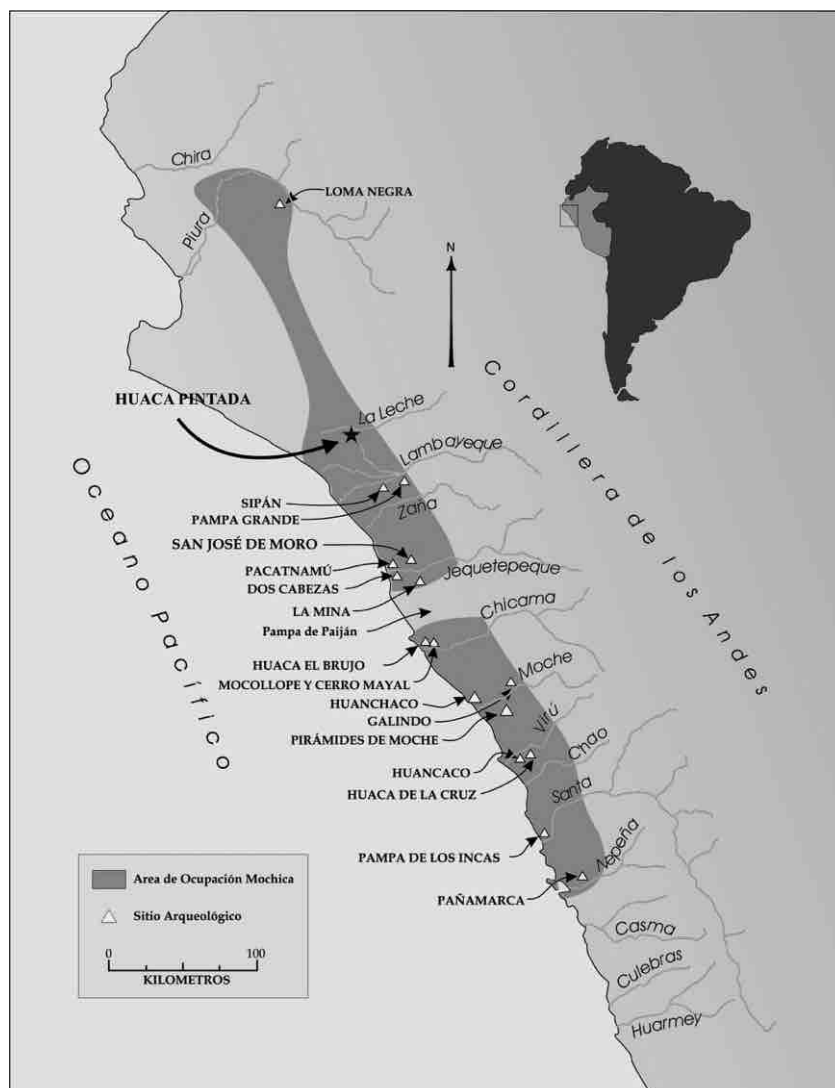 Chira
LOMA NEGRA
Piura
N
HUACA PINTADA
La Leche
Lambayeque
SIPÁN
PAMPA GRANDE
Zaña
SAN JOSÉ DE MORO
PACATNAMÚ
DOS CABEZAS
Jequetepeque
LA MINA
Pampa de Paiján
Chicama
HUACA EL BRUJO
MOCOLLOPE Y CERRO MAYAL
Moche
HUANCHACO
GALINDO
PIRÁMIDES DE MOCHE
Virú
HUANCACO
Chao
HUACA DE LA CRUZ
Santa
PAMPA DE LOS INCAS
Nepeña
PAÑAMARCA
Casma
Culebras
Huarmey
Oceano Pacífico
Cordillera de los Andes
Area de Ocupación Mochica
Sitio Arqueológico
0 100
KILOMETROS